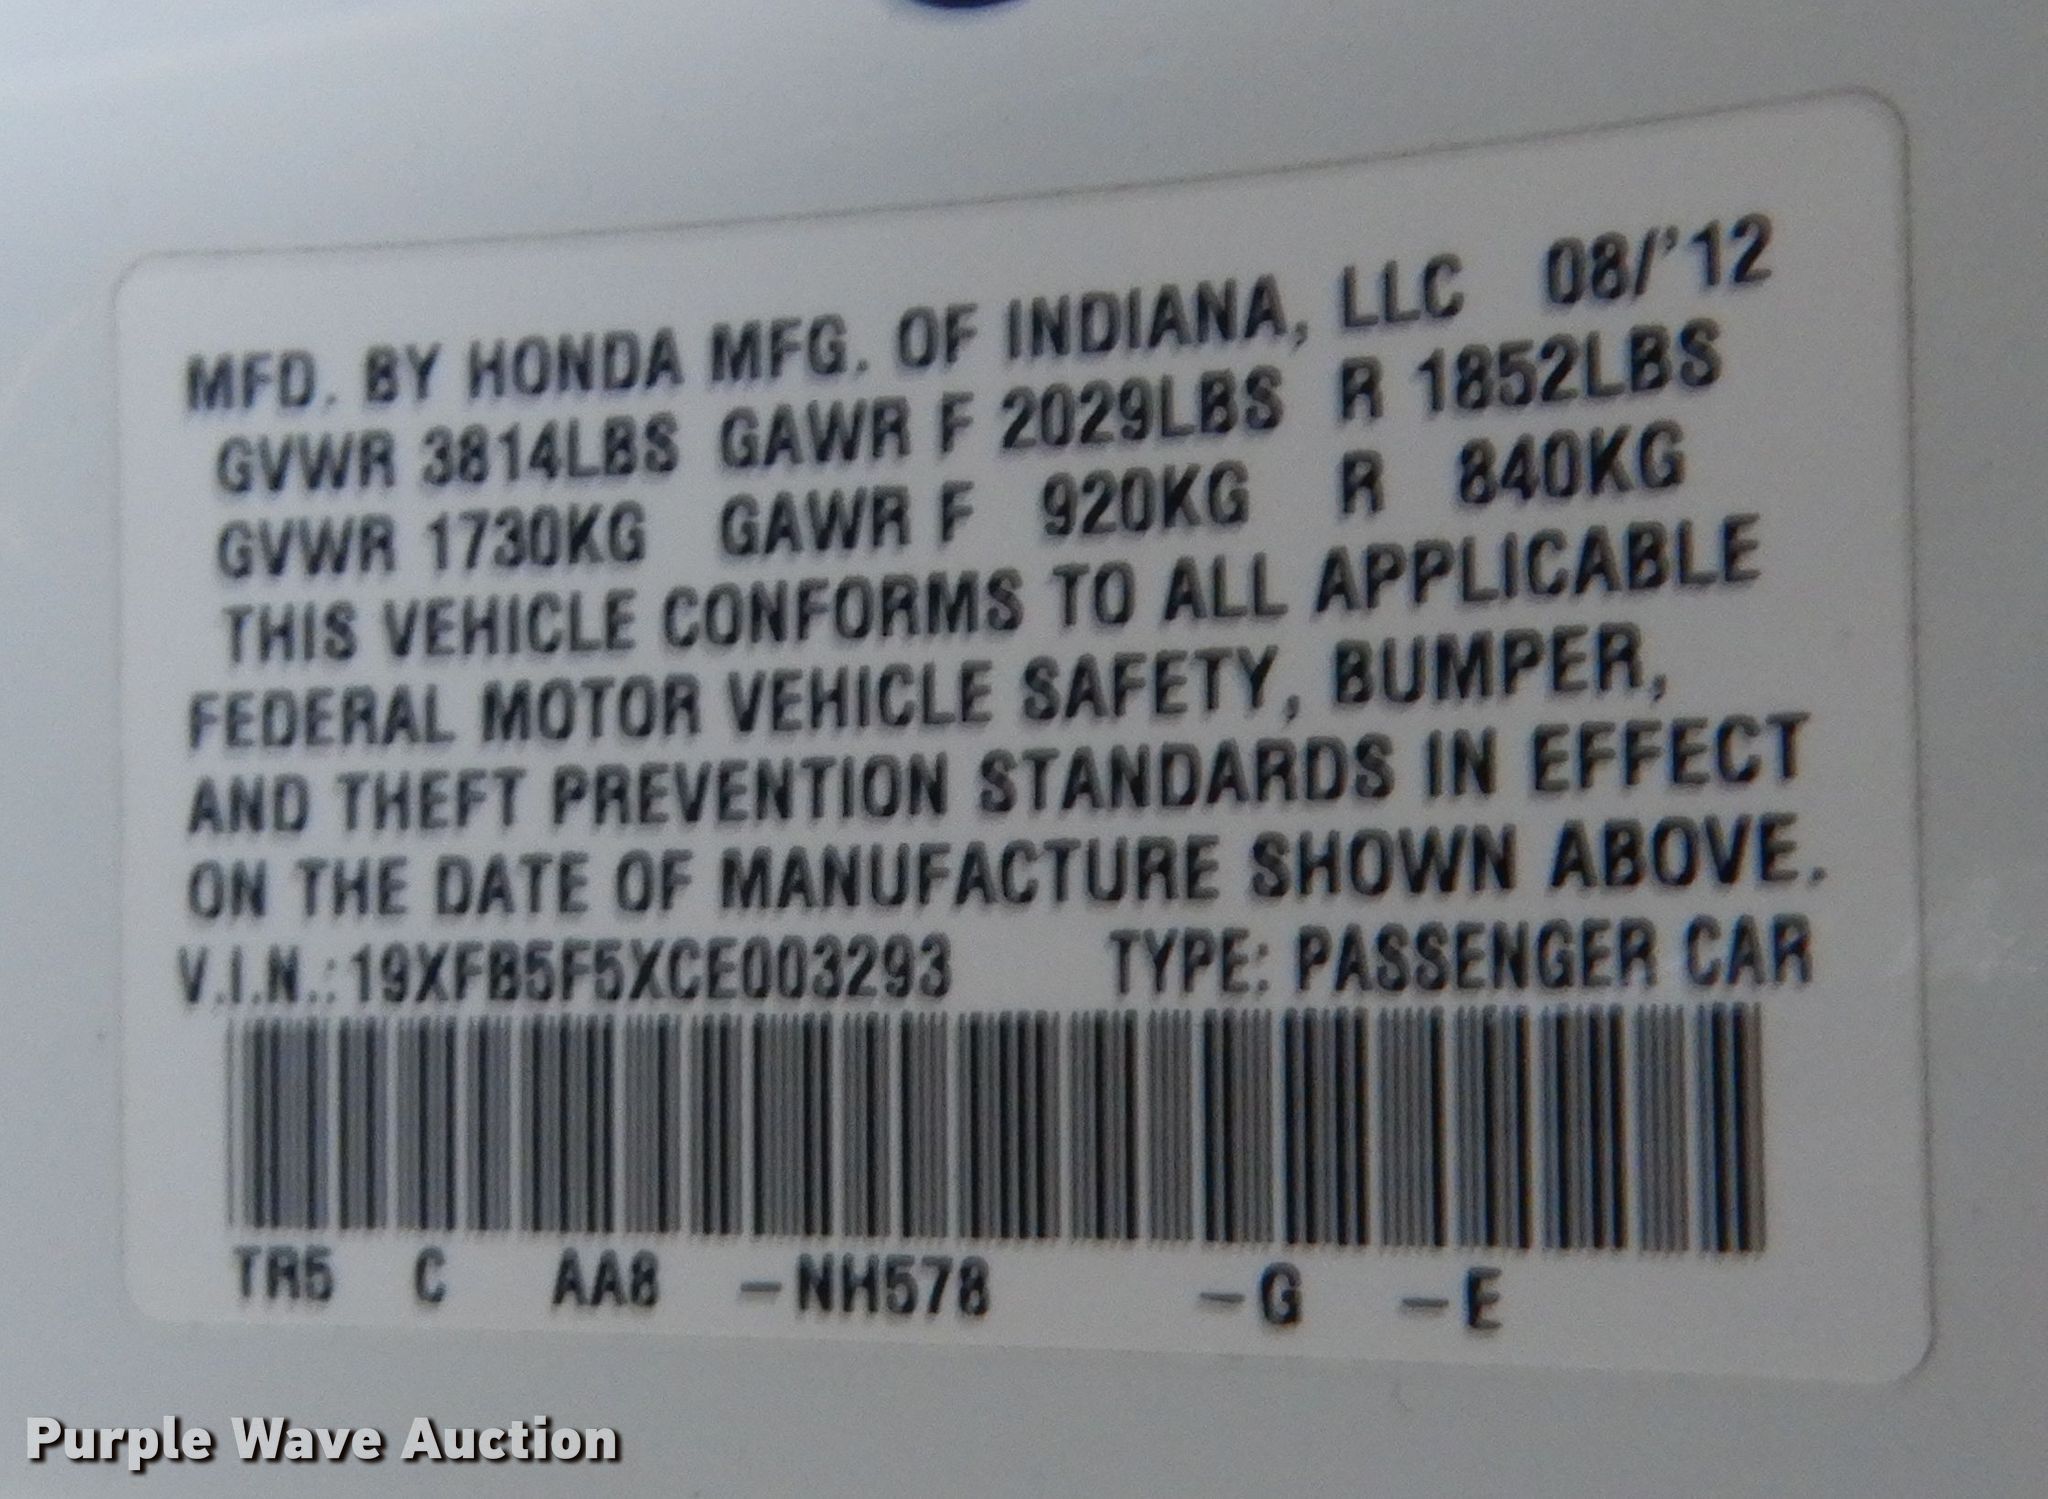 MFD. BY HONDA MFG. OF INDIANA, LLC 08/'12
GVWR 3814LBS GAWR F 2029LBS R 1852LBS
GVWR 1730KG GAWR F 920KG R 840KG
THIS VEHICLE CONFORMS TO ALL APPLICABLE
FEDERAL MOTOR VEHICLE SAFETY, BUMPER,
AND THEFT PREVENTION STANDARDS IN EFFECT
ON THE DATE OF MANUFACTURE SHOWN ABOVE.
V.I.N.: 19XFB5F5XCE003293 TYPE: PASSENGER CAR
TR5 C AA8 -NH578 -G -E
Purple Wave Auction